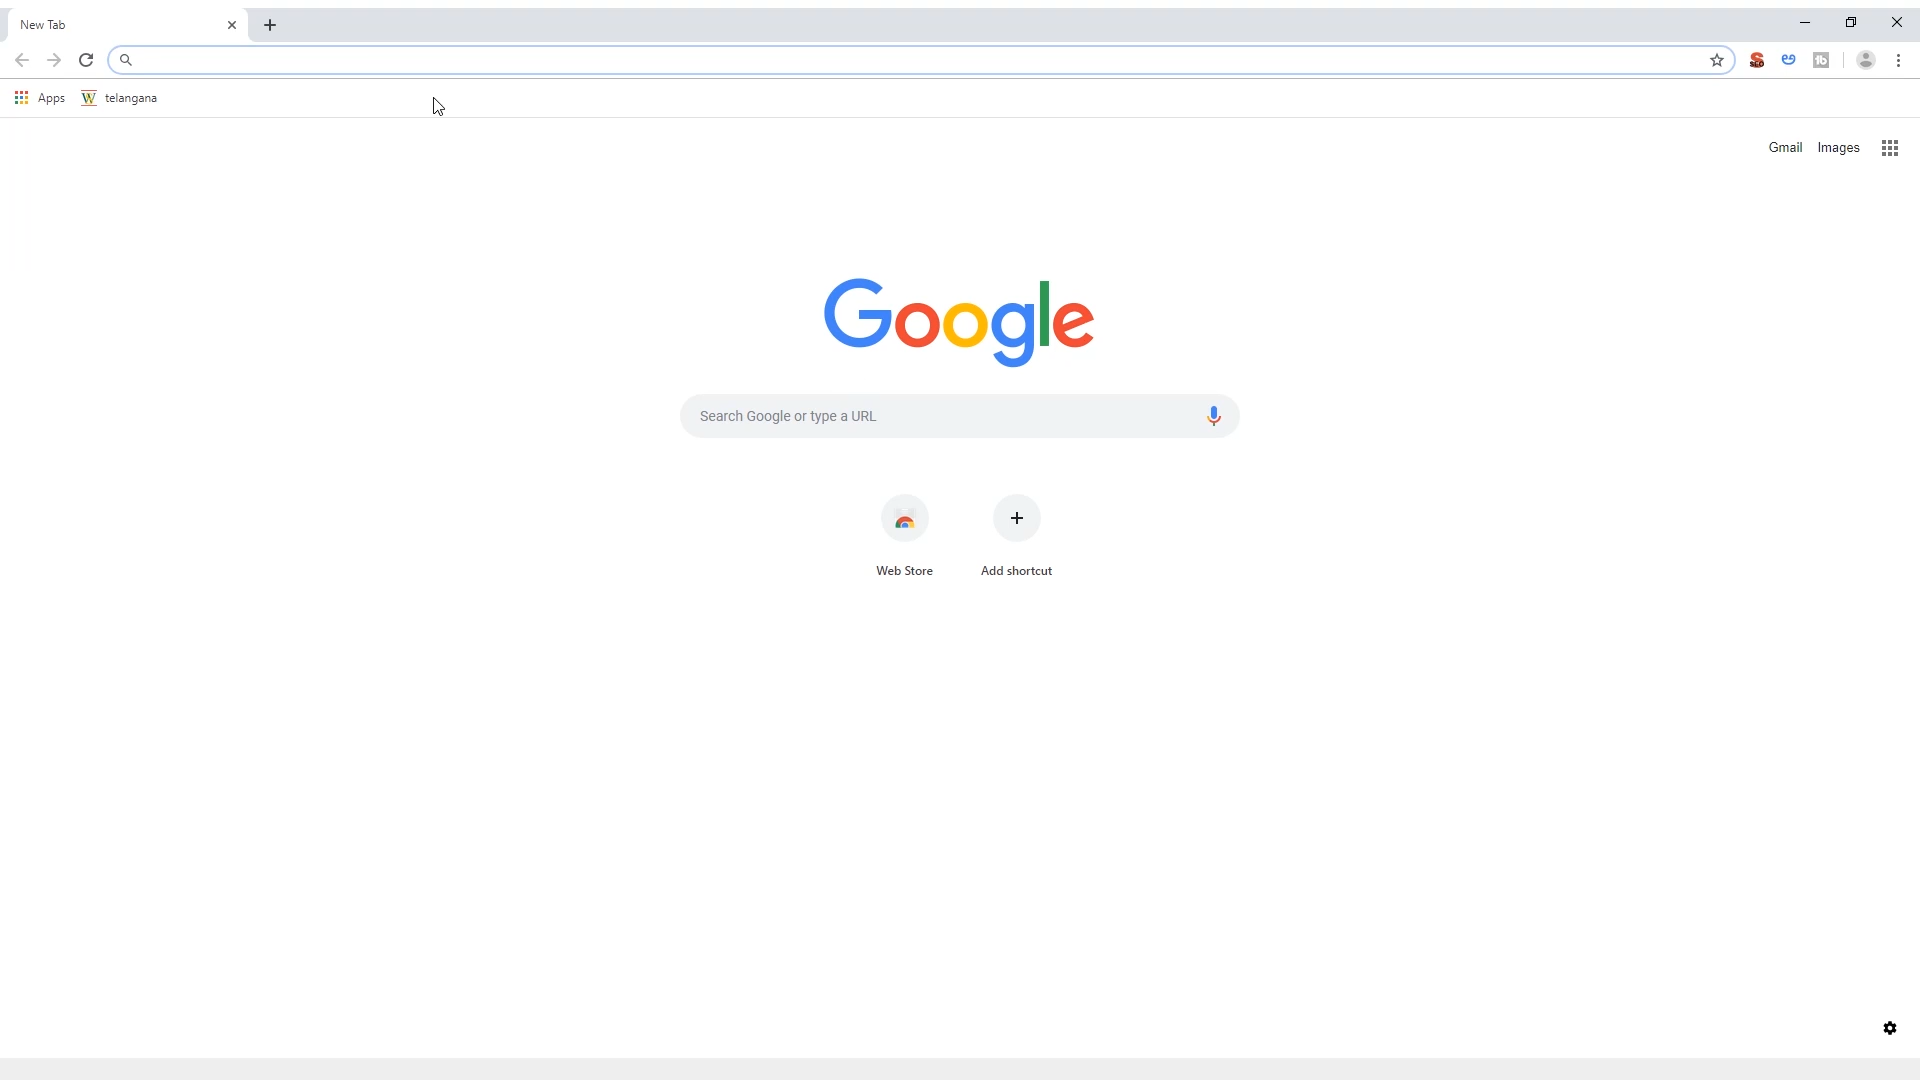 New Tab
Apps
telangana
Gmail
Images
Google
Search Google or type a URL
Web Store
Add shortcut